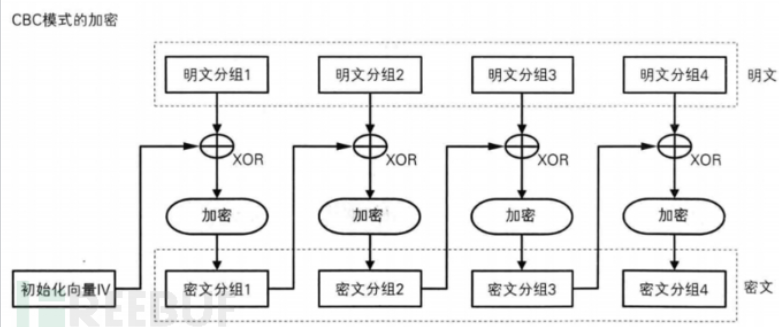 CBC模式的加密
明文分组1 明文分组2 明文分组3 明文分组4 明文
XOR XOR XOR XOR
加密 加密 加密 加密
初始化向量IV 密文分组1 密文分组2 密文分组3 密文分组4 密文
REEBUF